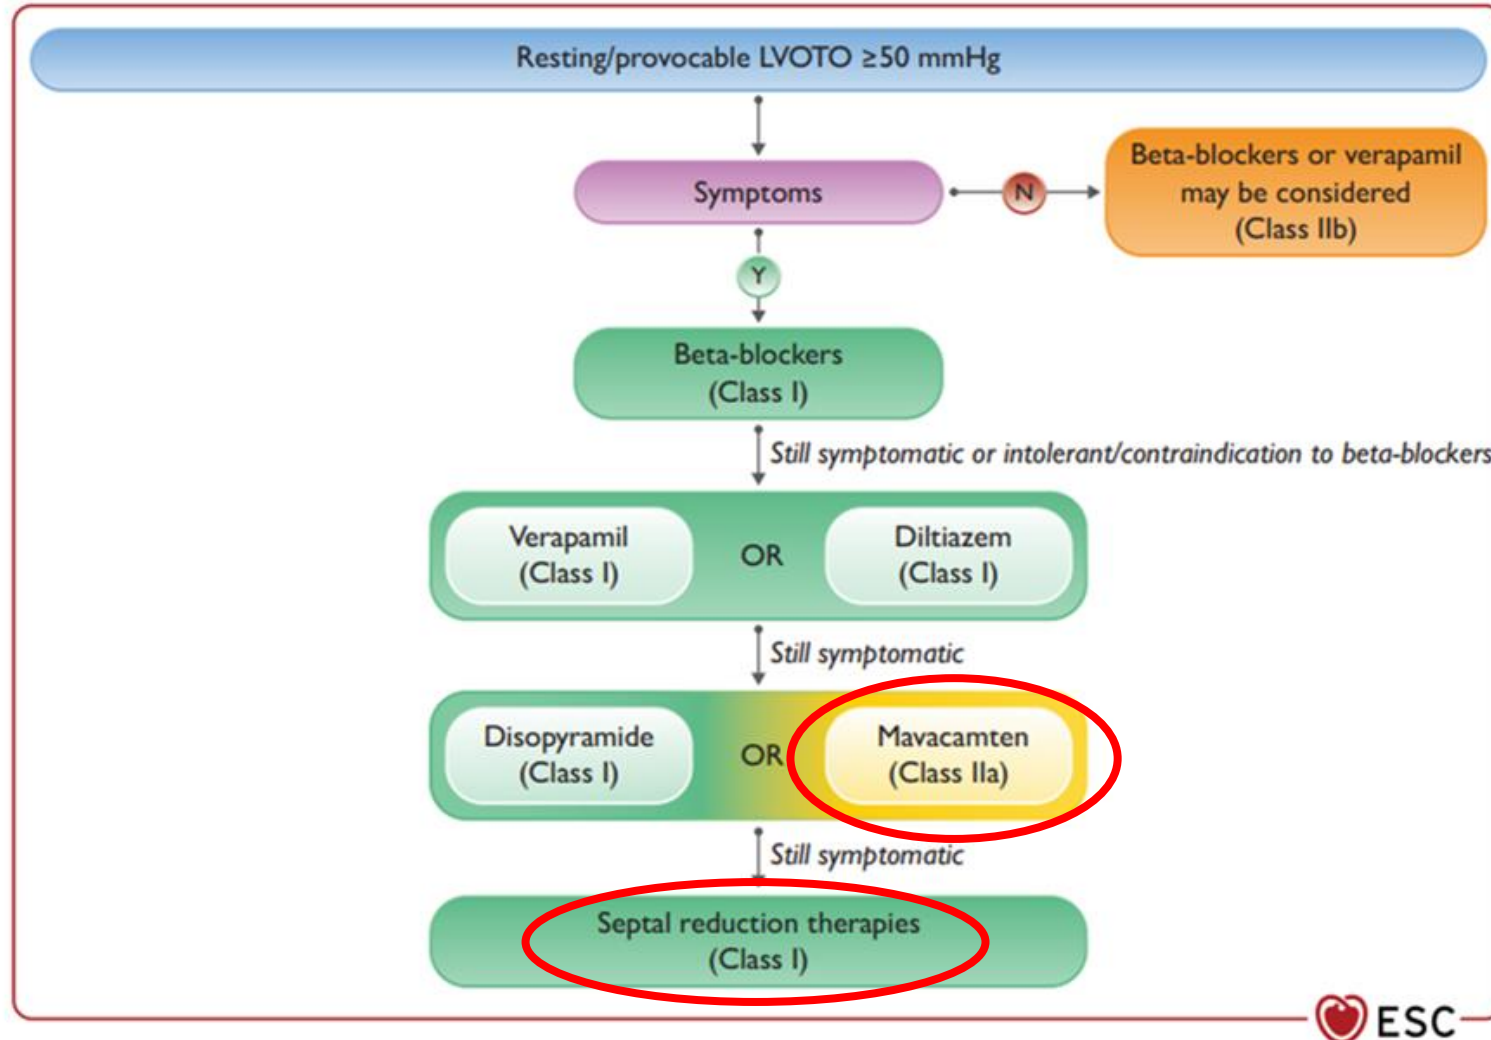 Resting/provocable LVOTO ≥50 mmHg
Symptoms
N
Beta-blockers or verapamil
may be considered
(Class IIb)
Y
Beta-blockers
(Class I)
Still symptomatic or intolerant/contraindication to beta-blockers
Verapamil
(Class I)
OR
Diltiazem
(Class I)
Still symptomatic
Disopyramide
(Class I)
OR
Mavacamten
(Class IIa)
Still symptomatic
Septal reduction therapies
(Class I)
ESC